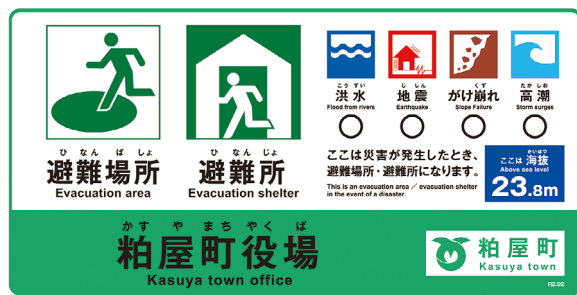 ひなんばしょ
避難場所
Evacuation area
ひなんじょ
避難所
Evacuation shelter
こうずい
洪水
Flood from rivers
じしん
地震
Earthquake
くず
がけ崩れ
Slope Failure
たかしお
高潮
Storm surges
ここは災害が発生したとき、
避難場所・避難所になります。
This is an evacuation area / evacuation shelter
in the event of a disaster.
かいばつ
ここは 海抜
Above sea level
23.8m
かすやまちやくば
粕屋町役場
Kasuya town office
粕屋町
Kasuya town
R2.02